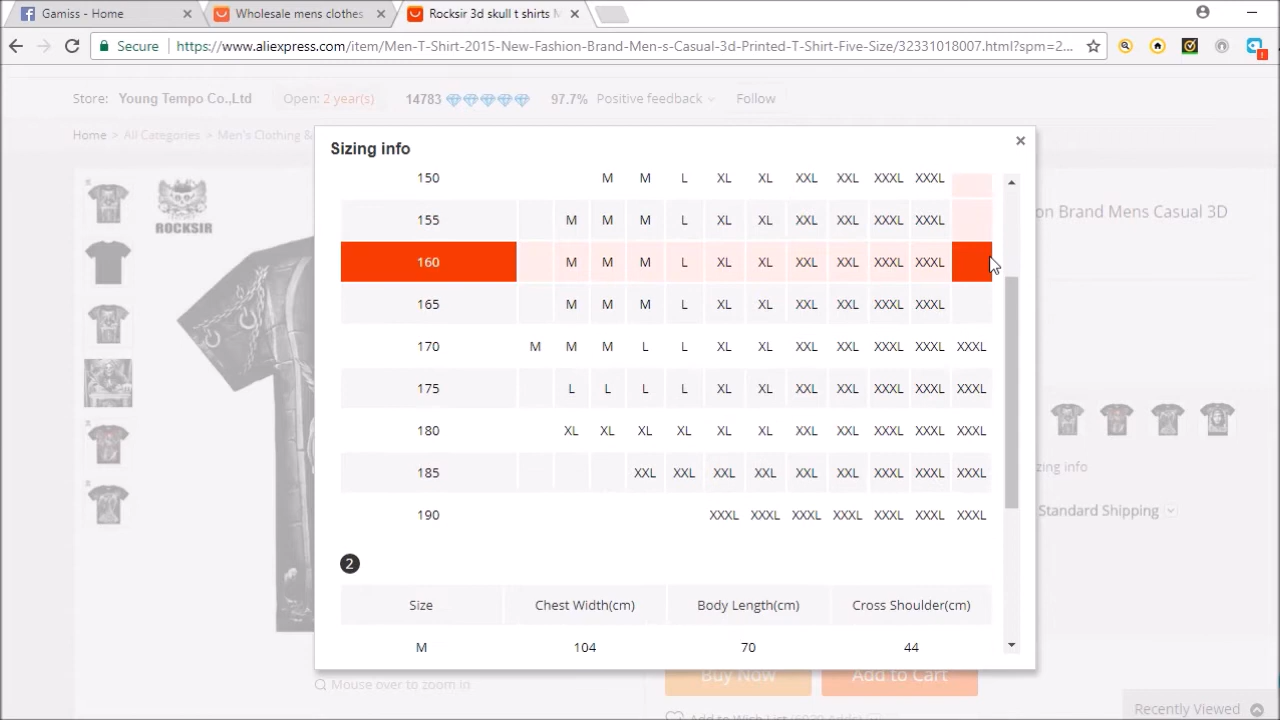 Gamiss - Home
Wholesale mens clothes
Rocksir 3d skull t shirts M
Secure
https://www.aliexpress.com/item/Men-T-Shirt-2015-New-Fashion-Brand-Men-s-Casual-3d-Printed-T-Shirt-Five-Size/32331018007.html?spm=2...
Store: Young Tempo Co.,Ltd Open: 2 year(s) 14783 97.7% Positive feedback Follow
Home > All Categories > Men's Clothing &
Sizing info
ROCKSIR
on Brand Mens Casual 3D
150 M M L XL XL XXL XXL XXXL XXXL
155 M M M L XL XL XXL XXL XXXL XXXL
160 M M M L XL XL XXL XXL XXXL XXXL
165 M M M L XL XL XXL XXL XXXL XXXL
170 M M M L L XL XL XXL XXL XXXL XXXL XXXL
175 L L L L XL XL XXL XXL XXXL XXXL XXXL
180 XL XL XL XL XL XL XXL XXL XXXL XXXL XXXL
185 XXL XXL XXL XXL XXL XXL XXXL XXXL XXXL
190 XXXL XXXL XXXL XXXL XXXL XXXL XXXL
zing info
Standard Shipping
2
Size Chest Width(cm) Body Length(cm) Cross Shoulder(cm)
M 104 70 44
Mouse over to zoom in
Buy Now
Add to Cart
Recently Viewed